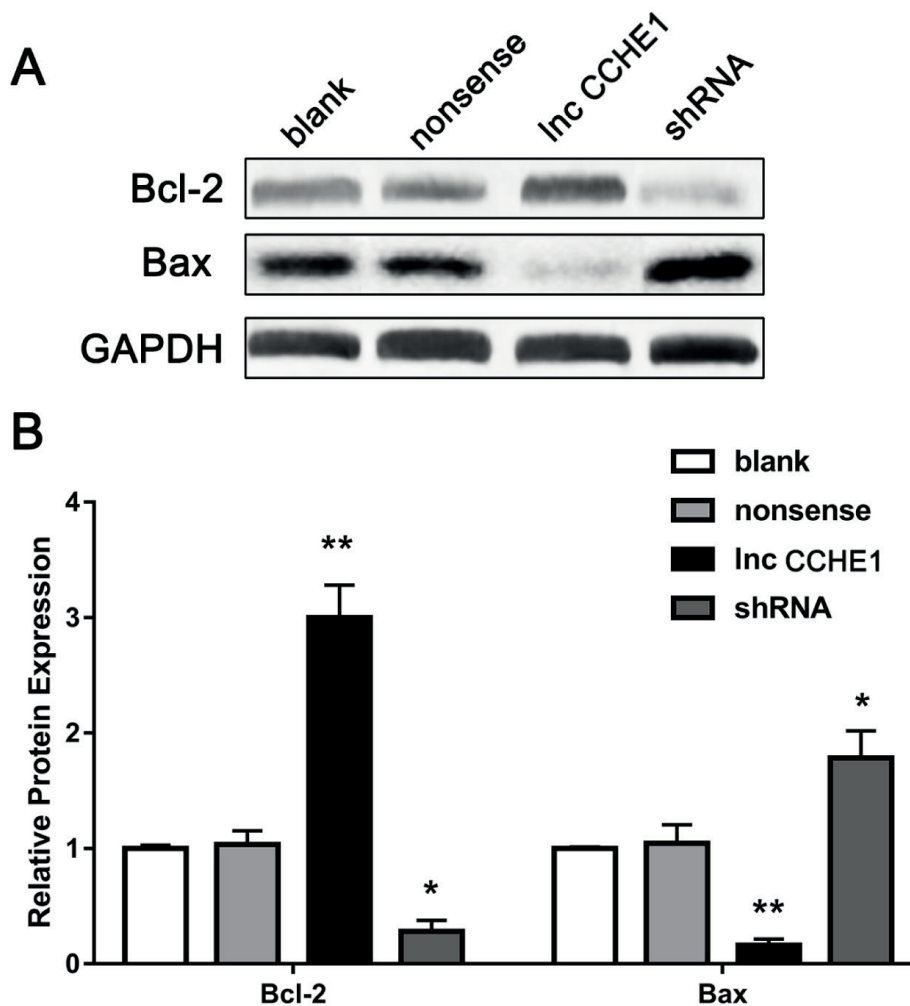 A
blank nonsense lnc CCHE1 shRNA
Bcl-2
Bax
GAPDH
B
blank
nonsense
lnc CCHE1
shRNA
Relative Protein Expression
4
3
2
1
0
**
*
**
*
Bcl-2 Bax